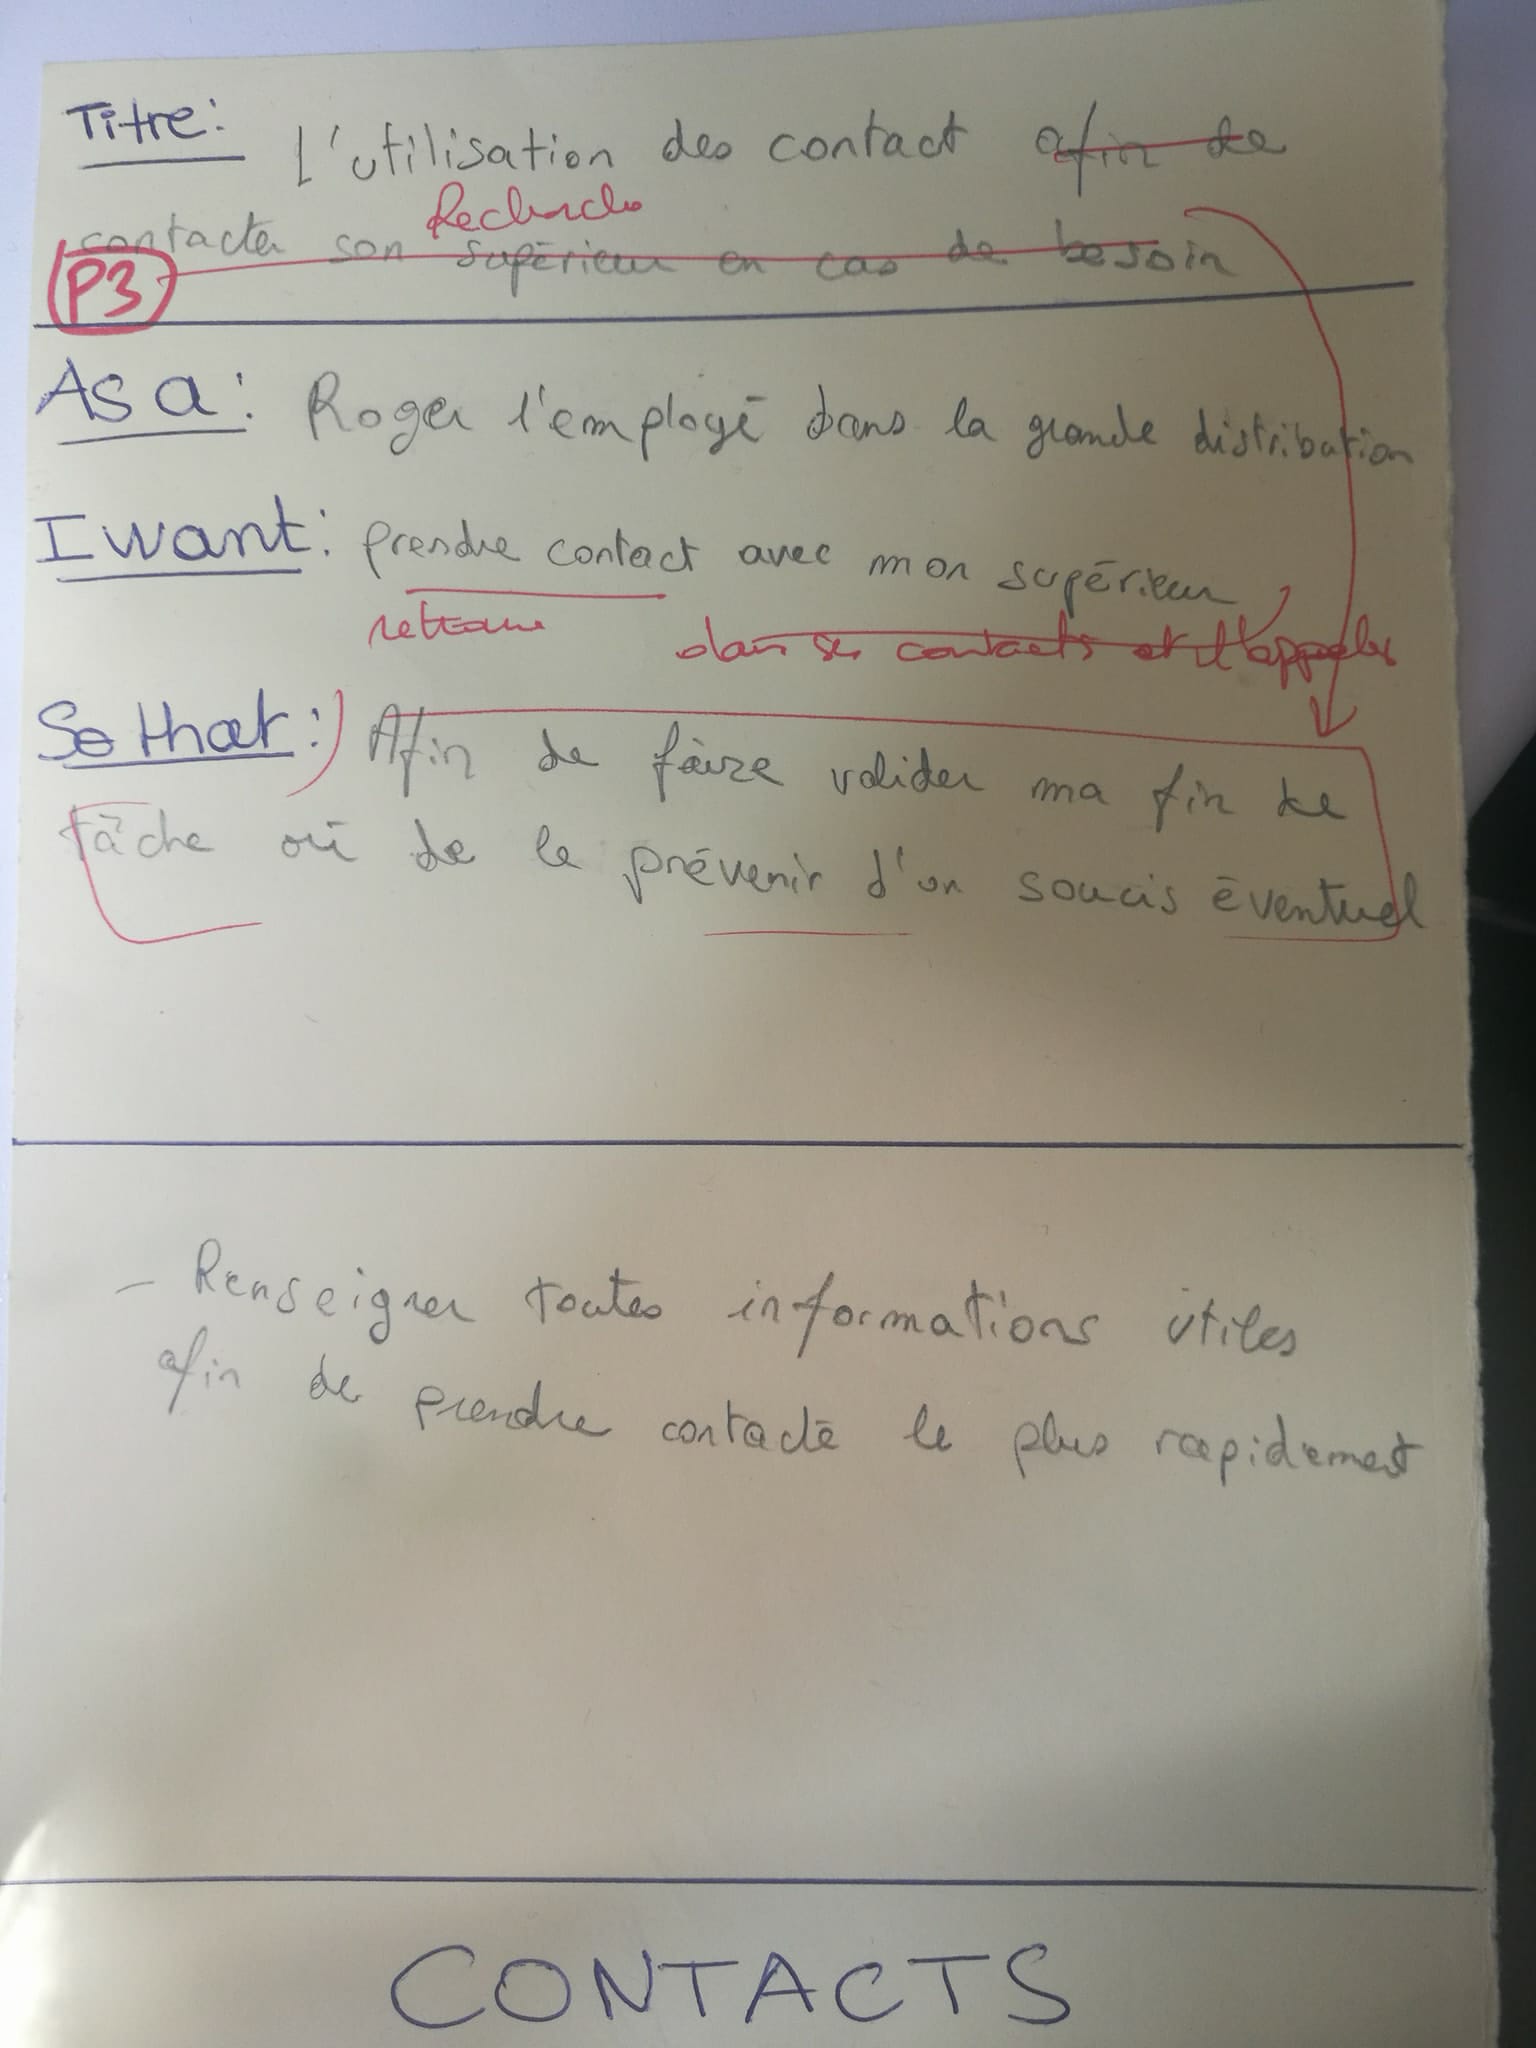 Titre: L'utilisation des contact afin de
Recherche
contacter son supérieur en cas de besoin
P3
As a: Roger l'employé dans la grande distribution
I want: prendre contact avec mon supérieur,
retrouver dans ses contacts et l'appeler
So that: Afin de faire valider ma fin de
tâche où de le prévenir d'un soucis éventuel
- Renseigner toutes informations utiles
afin de prendre contacte le plus rapidement
CONTACTS